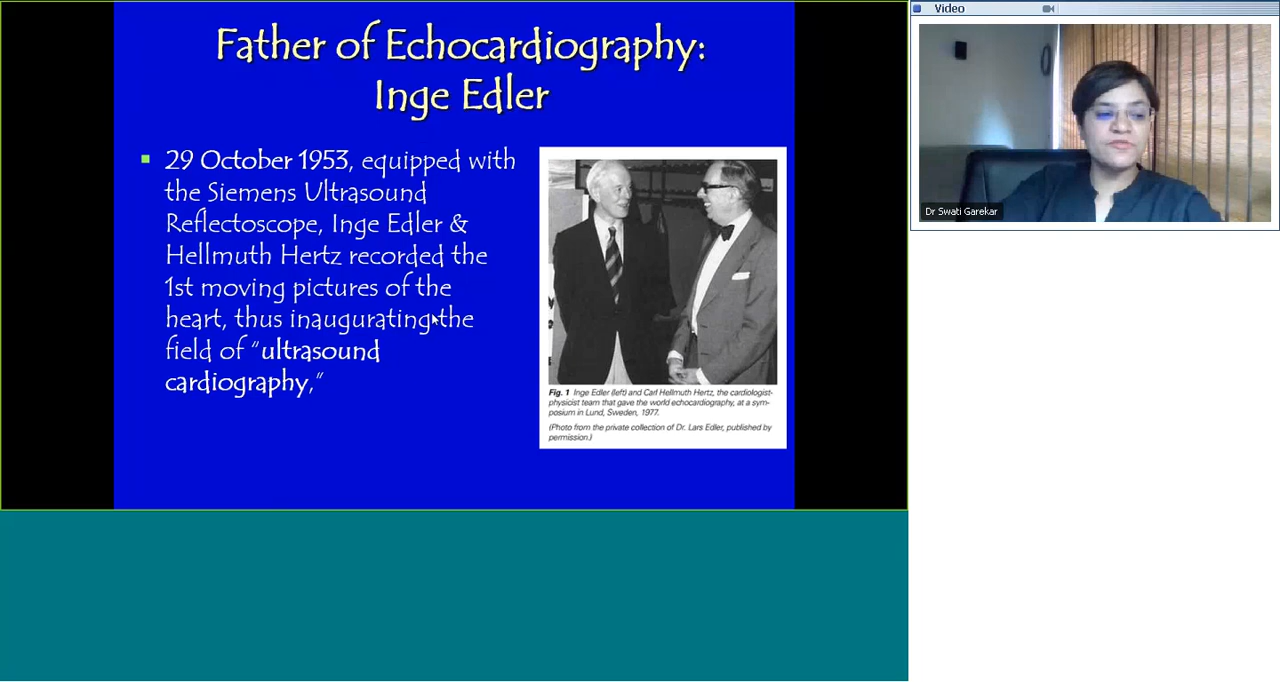 Father of Echocardiography:
Inge Edler
29 October 1953, equipped with
the Siemens Ultrasound
Reflectoscope, Inge Edler &
Hellmuth Hertz recorded the
1st moving pictures of the
heart, thus inaugurating the
field of “ultrasound
cardiography,”
Fig. 1 Inge Edler (left) and Carl Hellmuth Hertz, the cardiologist-
physicist team that gave the world echocardiography, at a sym-
posium in Lund, Sweden, 1977.
(Photo from the private collection of Dr. Lars Edler, published by
permission.)
Video
Dr Swati Garekar